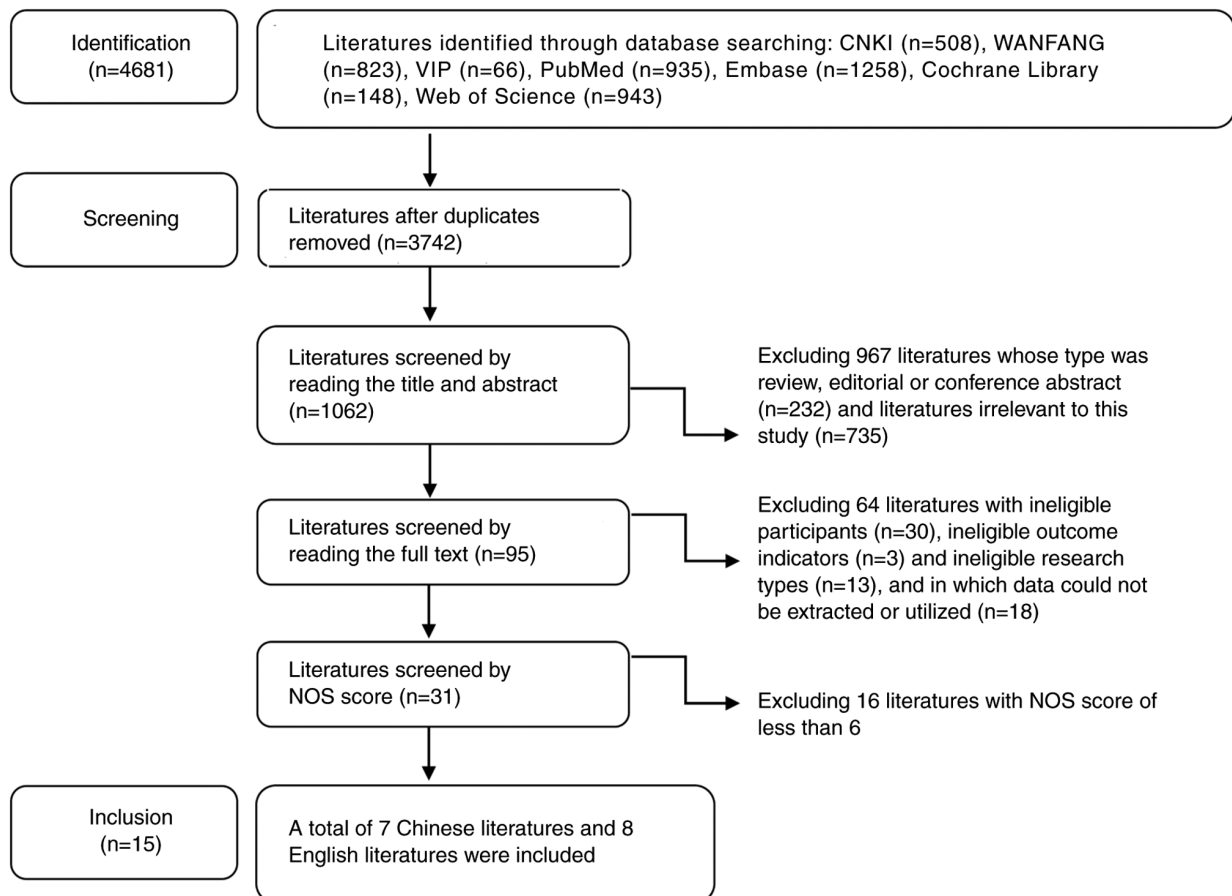 Identification
(n=4681)
Literatures identified through database searching: CNKI (n=508), WANFANG
(n=823), VIP (n=66), PubMed (n=935), Embase (n=1258), Cochrane Library
(n=148), Web of Science (n=943)
Screening
Literatures after duplicates
removed (n=3742)
Literatures screened by
reading the title and abstract
(n=1062)
Excluding 967 literatures whose type was
review, editorial or conference abstract
(n=232) and literatures irrelevant to this
study (n=735)
Literatures screened by
reading the full text (n=95)
Excluding 64 literatures with ineligible
participants (n=30), ineligible outcome
indicators (n=3) and ineligible research
types (n=13), and in which data could not
be extracted or utilized (n=18)
Literatures screened by
NOS score (n=31)
Excluding 16 literatures with NOS score of
less than 6
Inclusion
(n=15)
A total of 7 Chinese literatures and 8
English literatures were included